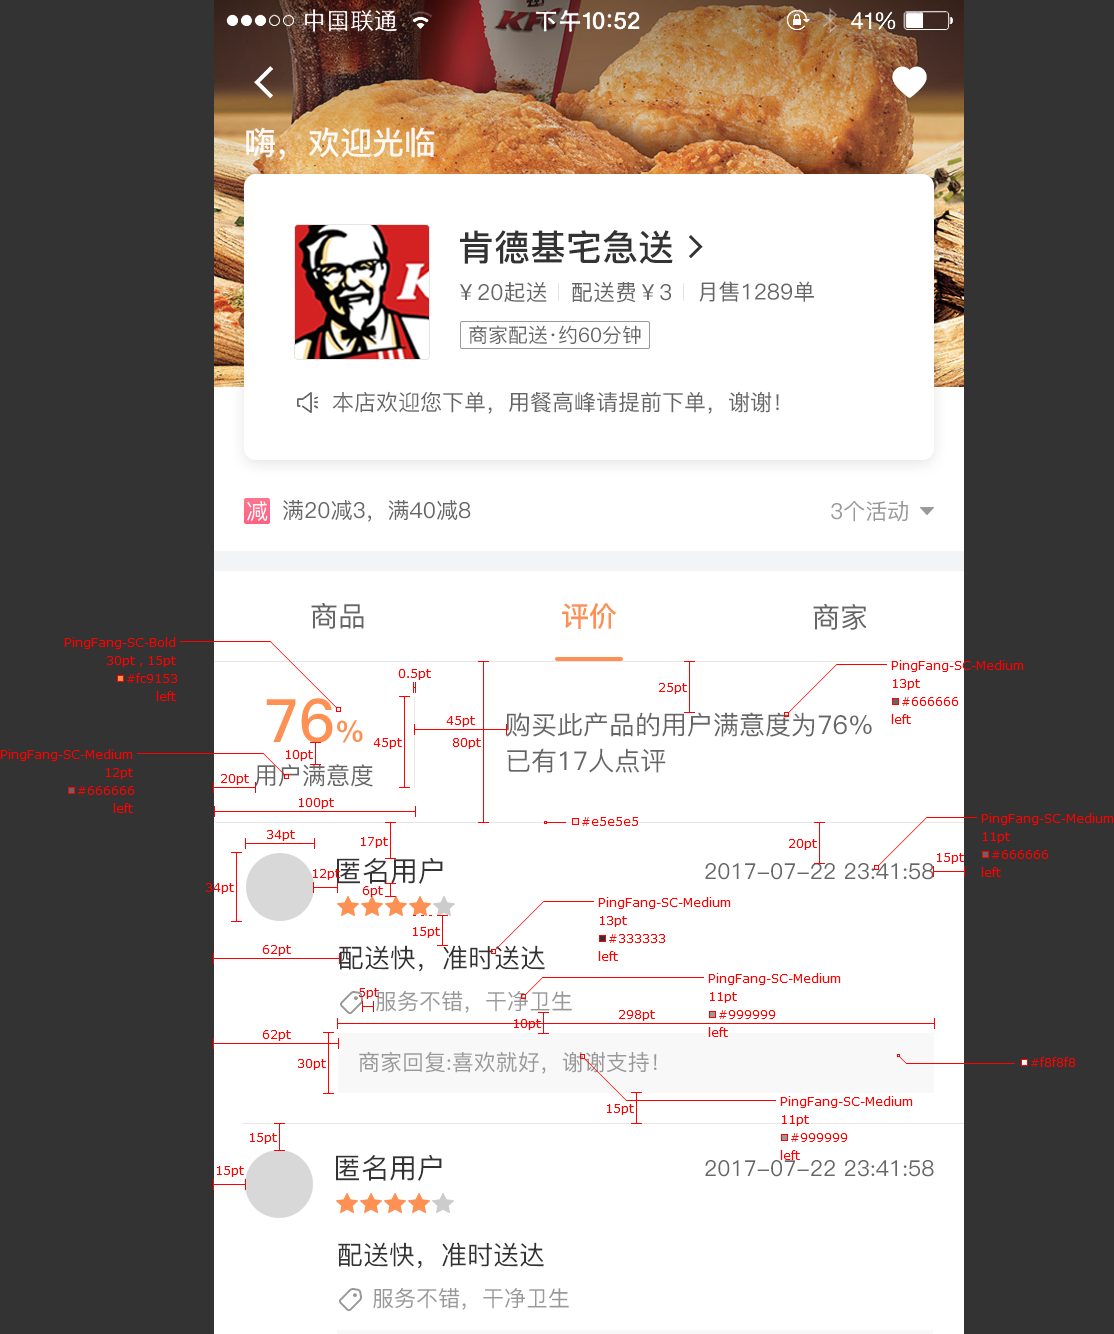 中国联通 下午10:52 41%
KFC
嗨，欢迎光临
肯德基宅急送
￥20起送 配送费￥3 月售1289单
商家配送·约60分钟
本店欢迎您下单，用餐高峰请提前下单，谢谢！
减 满20减3，满40减8 3个活动
商品 评价 商家
PingFang-SC-Bold
30pt , 15pt
#fc9153
left
0.5pt
25pt
PingFang-SC-Medium
13pt
#666666
left
76%
45pt
45pt
80pt
购买此产品的用户满意度为76%
已有17人点评
PingFang-SC-Medium
12pt
#666666
left
10pt
用户满意度
20pt
100pt
#e5e5e5
34pt
17pt
20pt
PingFang-SC-Medium
11pt
#666666
left
15pt
34pt
12pt
匿名用户
2017-07-22 23:41:58
6pt
15pt
PingFang-SC-Medium
13pt
#333333
left
62pt
配送快，准时送达
PingFang-SC-Medium
11pt
#999999
left
5pt
服务不错，干净卫生
298pt
10pt
62pt
30pt
商家回复:喜欢就好，谢谢支持！
#f8f8f8
15pt
PingFang-SC-Medium
11pt
#999999
left
15pt
15pt
匿名用户
2017-07-22 23:41:58
配送快，准时送达
服务不错，干净卫生